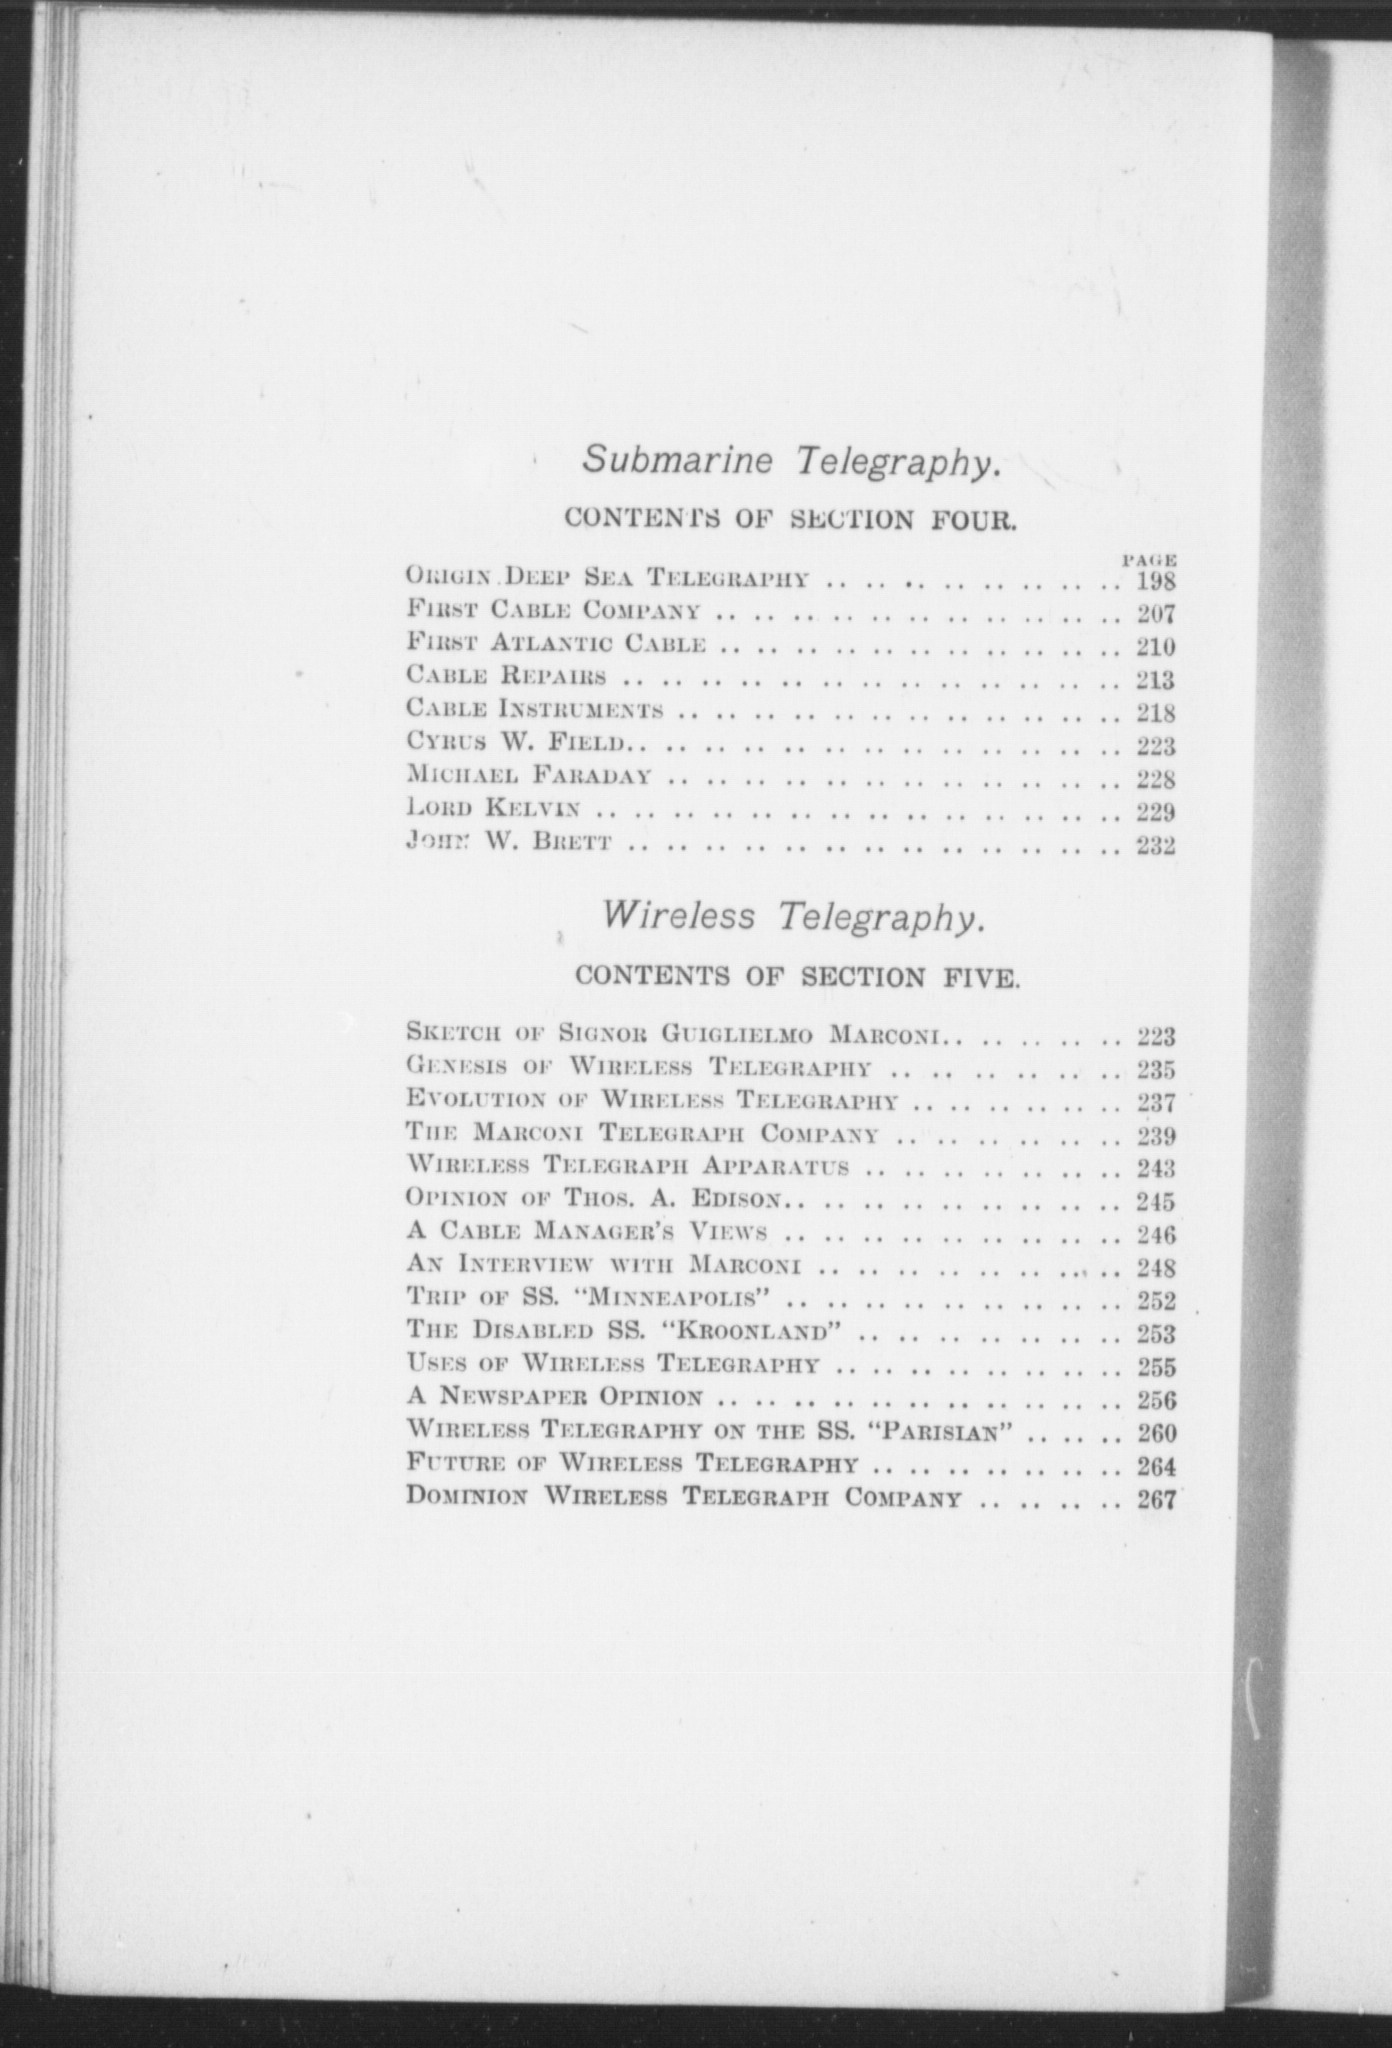 Submarine Telegraphy.
CONTENTS OF SECTION FOUR.
PAGE
ORIGIN DEEP SEA TELEGRAPHY .. .. .. .. .. .. .. .. 198
FIRST CABLE COMPANY .. .. .. .. .. .. .. .. .. .. .. 207
FIRST ATLANTIC CABLE .. .. .. .. .. .. .. .. .. .. .. 210
CABLE REPAIRS .. .. .. .. .. .. .. .. .. .. .. .. .. 213
CABLE INSTRUMENTS .. .. .. .. .. .. .. .. .. .. .. .. 218
CYRUS W. FIELD.. .. .. .. .. .. .. .. .. .. .. .. .. 223
MICHAEL FARADAY .. .. .. .. .. .. .. .. .. .. .. .. 228
LORD KELVIN .. .. .. .. .. .. .. .. .. .. .. .. .. .. 229
JOHN W. BRETT .. .. .. .. .. .. .. .. .. .. .. .. .. 232
Wireless Telegraphy.
CONTENTS OF SECTION FIVE.
SKETCH OF SIGNOR GUIGLIELMO MARCONI.. .. .. .. .. 223
GENESIS OF WIRELESS TELEGRAPHY .. .. .. .. .. .. .. 235
EVOLUTION OF WIRELESS TELEGRAPHY .. .. .. .. .. .. 237
THE MARCONI TELEGRAPH COMPANY .. .. .. .. .. .. 239
WIRELESS TELEGRAPH APPARATUS .. .. .. .. .. .. .. 243
OPINION OF THOS. A. EDISON.. .. .. .. .. .. .. .. .. 245
A CABLE MANAGER'S VIEWS .. .. .. .. .. .. .. .. .. 246
AN INTERVIEW WITH MARCONI .. .. .. .. .. .. .. .. 248
TRIP OF SS. "MINNEAPOLIS" .. .. .. .. .. .. .. .. .. 252
THE DISABLED SS. "KROONLAND" .. .. .. .. .. .. .. 253
USES OF WIRELESS TELEGRAPHY .. .. .. .. .. .. .. .. 255
A NEWSPAPER OPINION .. .. .. .. .. .. .. .. .. .. .. 256
WIRELESS TELEGRAPHY ON THE SS. "PARISIAN" .. .. .. 260
FUTURE OF WIRELESS TELEGRAPHY .. .. .. .. .. .. .. 264
DOMINION WIRELESS TELEGRAPH COMPANY .. .. .. .. 267